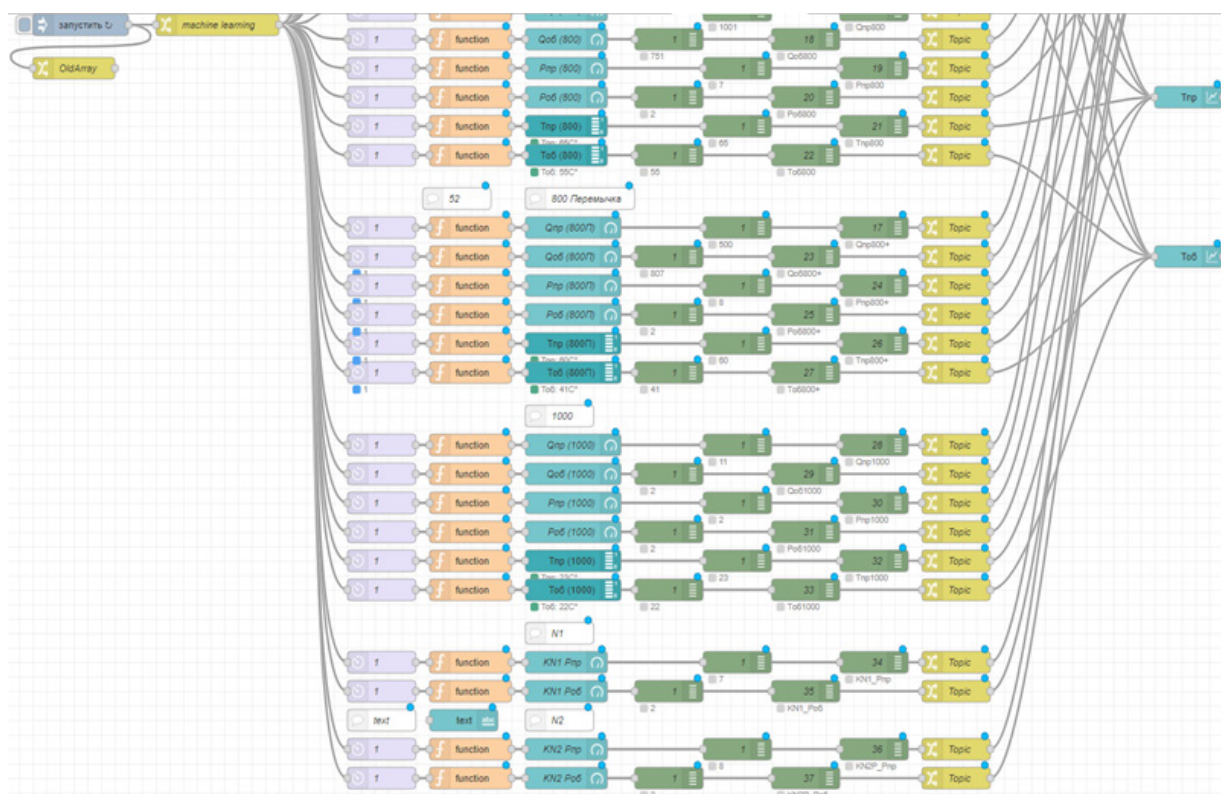 запустить ↻ machine learning
1001 Qпр800
OldArray
1 function Qоб (800) 1 18 Topic
751 Qоб800
1 function Pпр (800) 1 19 Topic
7 Pпр800
1 function Pоб (800) 1 20 Topic
2 Pоб800
1 function Tпр (800) 1 21 Topic
Tпр: 65C° 65 Tпр800
1 function Tоб (800) 1 22 Topic
Tоб: 55C° 55 Tоб800
Tпр
52 800 Перемычка
1 function Qпр (800П) 1 17 Topic
500 Qпр800+
1 function Qоб (800П) 1 23 Topic
1 807 Qоб800+
Tоб
1 function Pпр (800П) 1 24 Topic
1 8 Pпр800+
1 function Pоб (800П) 1 25 Topic
1 2 Pоб800+
1 function Tпр (800П) 1 26 Topic
1 Tпр: 60C° 60 Tпр800+
1 function Tоб (800П) 1 27 Topic
1 Tоб: 41C° 41 Tоб800+
1000
1 function Qпр (1000) 1 28 Topic
11 Qпр1000
1 function Qоб (1000) 1 29 Topic
2 Qоб1000
1 function Pпр (1000) 1 30 Topic
2 Pпр1000
1 function Pоб (1000) 1 31 Topic
2 Pоб1000
1 function Tпр (1000) 1 32 Topic
Tпр: 23C° 23 Tпр1000
1 function Tоб (1000) 1 33 Topic
Tоб: 22C° 22 Tоб1000
N1
1 function KN1 Pпр 1 34 Topic
7 KN1_Pпр
1 function KN1 Pоб 1 35 Topic
2 KN1_Pоб
text text abc N2
1 function KN2 Pпр 1 36 Topic
8 KN2P_Pпр
1 function KN2 Pоб 1 37 Topic